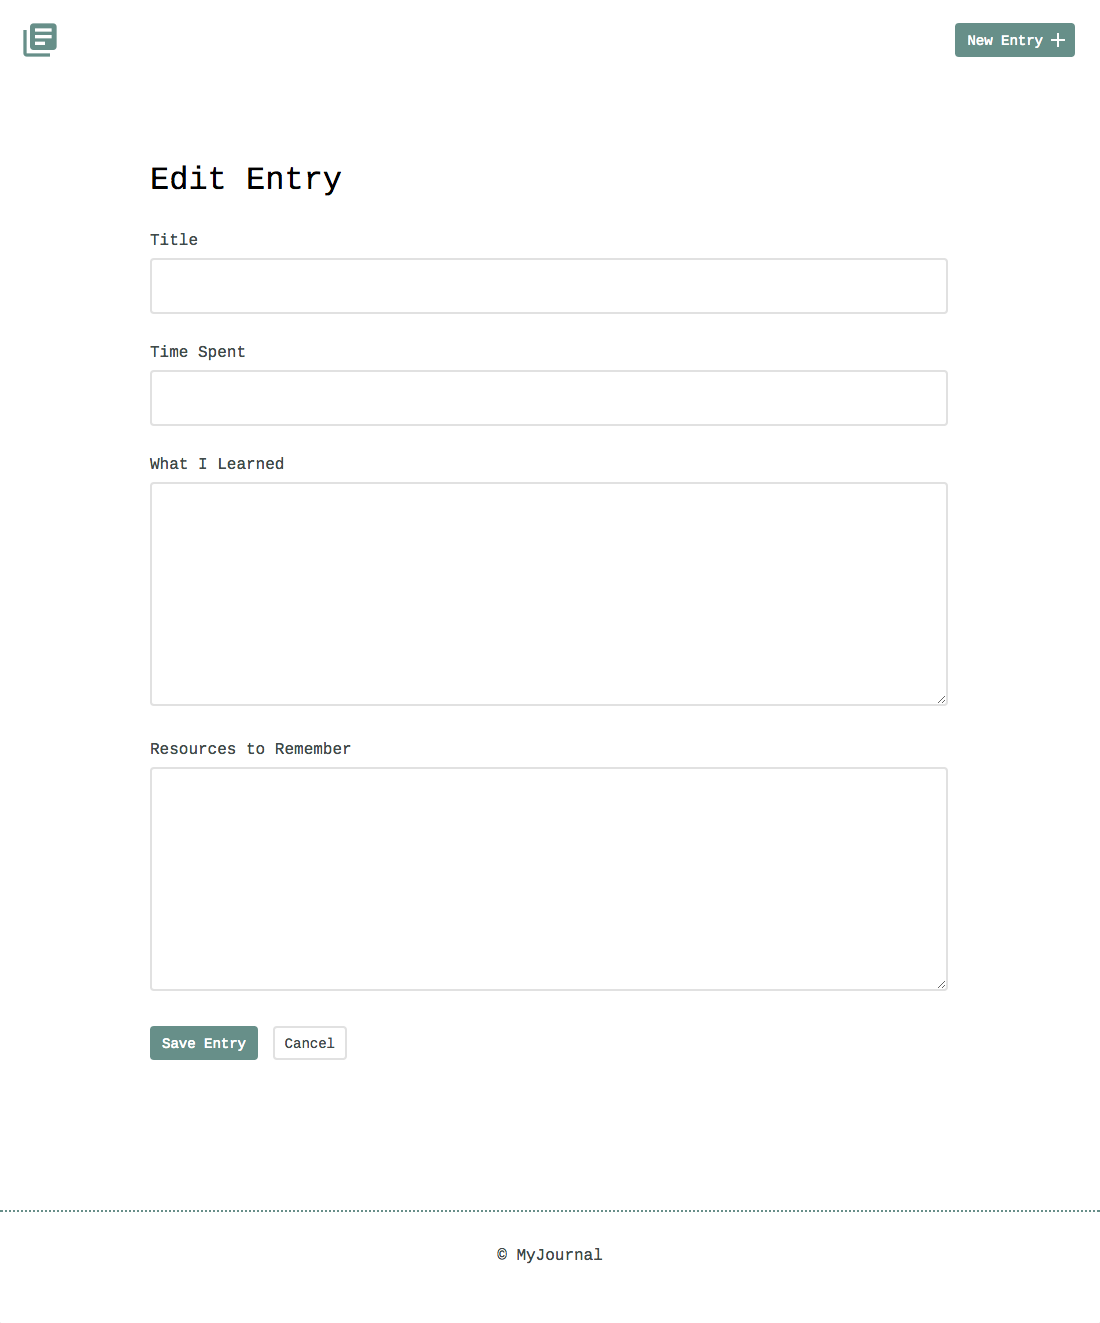 New Entry
Edit Entry
Title
Time Spent
What I Learned
Resources to Remember
Save Entry Cancel
© MyJournal